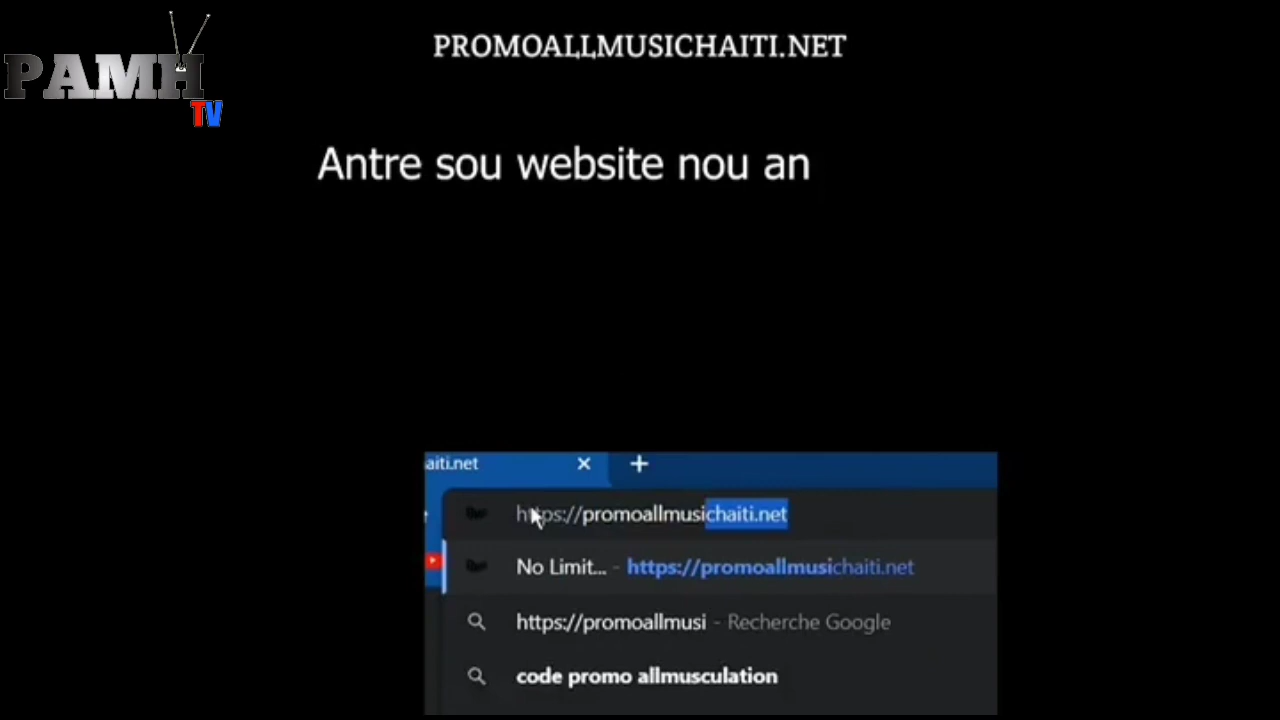 PAMH
TV
PROMOALLMUSICHAITI.NET
Antre sou website nou an
aiti.net
https://promoallmusichaiti.net
No Limit... - https://promoallmusichaiti.net
https://promoallmusi - Recherche Google
code promo allmusculation